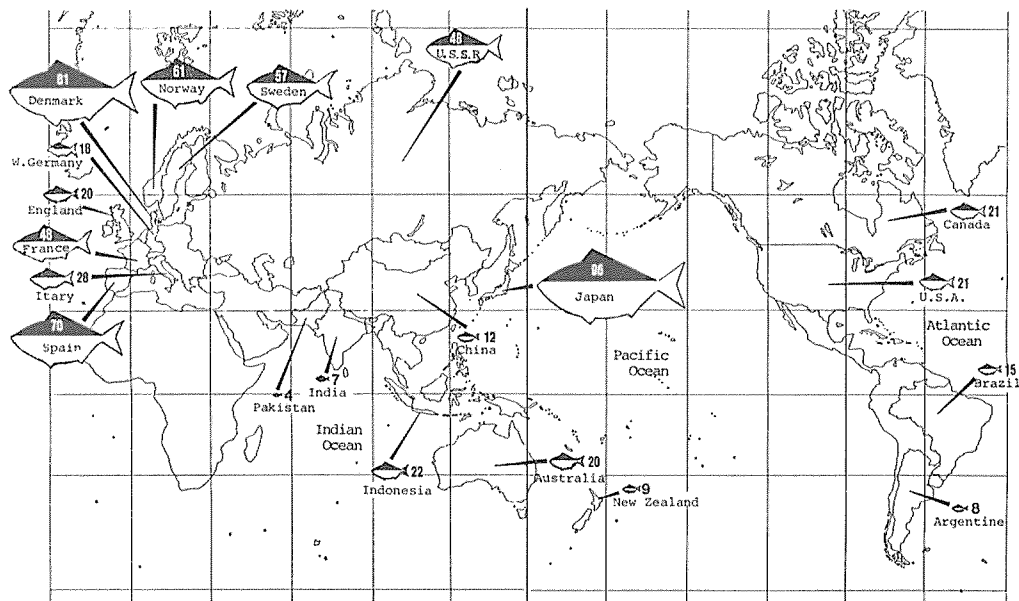 48
U.S.S.R
81
Denmark
61
Norway
57
Sweden
18
W.Germany
20
England
France
28
Itary
70
Spain
Japan
21
Canada
21
U.S.A.
Atlantic
Ocean
12
China
Pacific
Ocean
15
Brazil
7
India
4
Pakistan
Indian
Ocean
22
Indonesia
20
Australia
9
New Zealand
8
Argentine